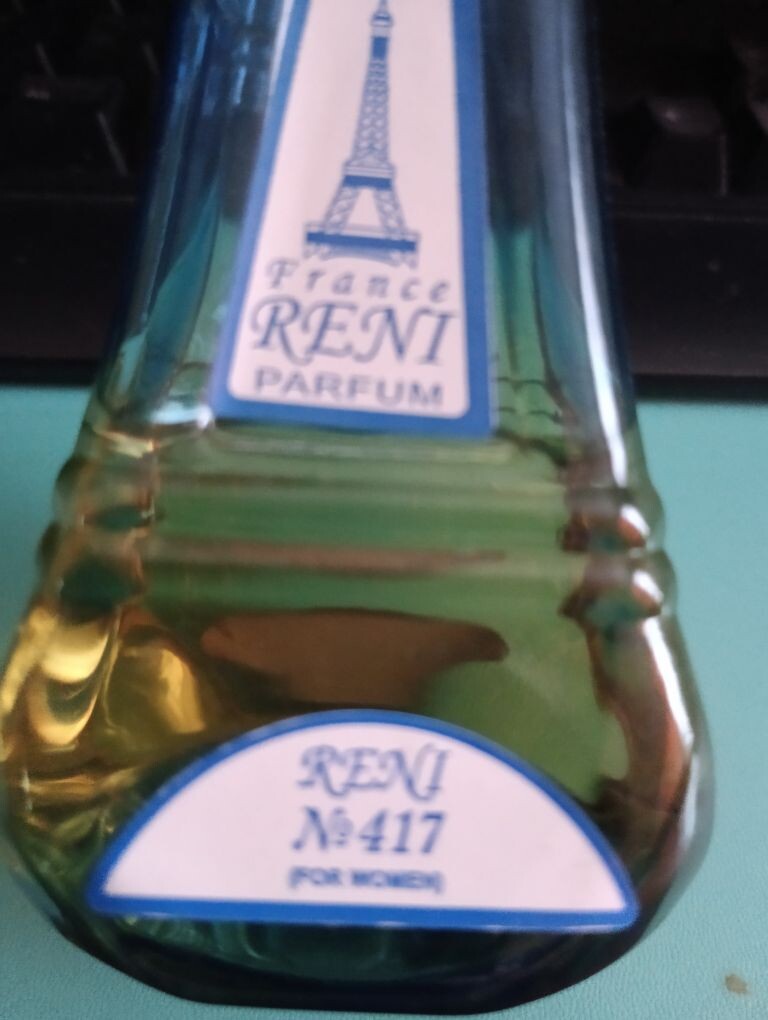 France
RENI
PARFUM
RENI
№417
(FOR WOMEN)